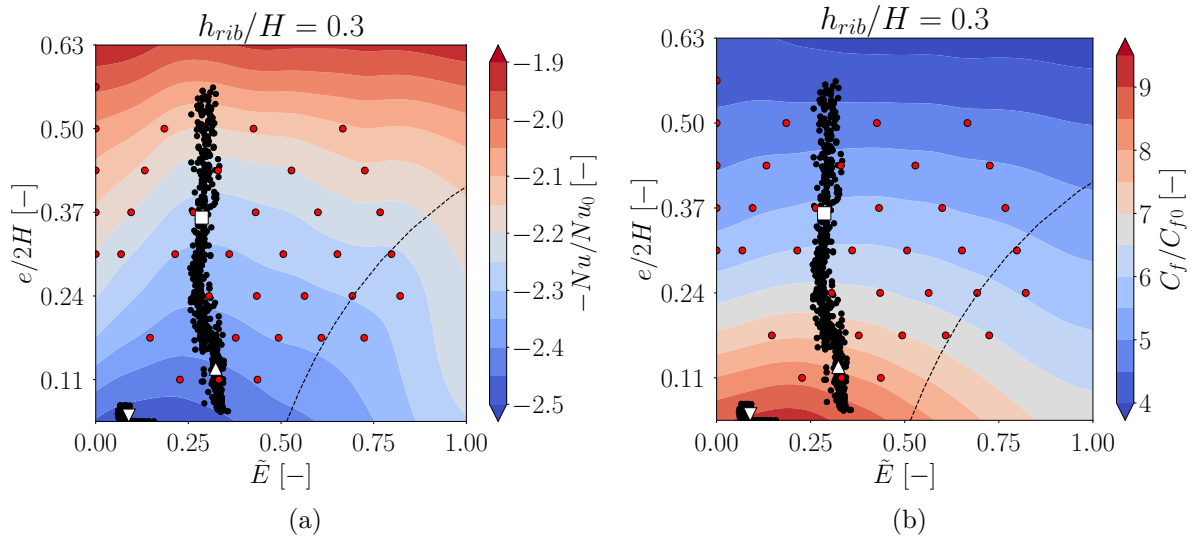 $h_{rib}/H = 0.3$
0.63
0.50
0.37
0.24
0.11
$e/2H$ [−]
0.00 0.25 0.50 0.75 1.00
$\tilde{E}$ [−]
−1.9
−2.0
−2.1
−2.2
−2.3
−2.4
−2.5
$-Nu/Nu_0$ [−]
(a)
$h_{rib}/H = 0.3$
0.63
0.50
0.37
0.24
0.11
$e/2H$ [−]
0.00 0.25 0.50 0.75 1.00
$\tilde{E}$ [−]
9
8
7
6
5
4
$C_f/C_{f0}$ [−]
(b)